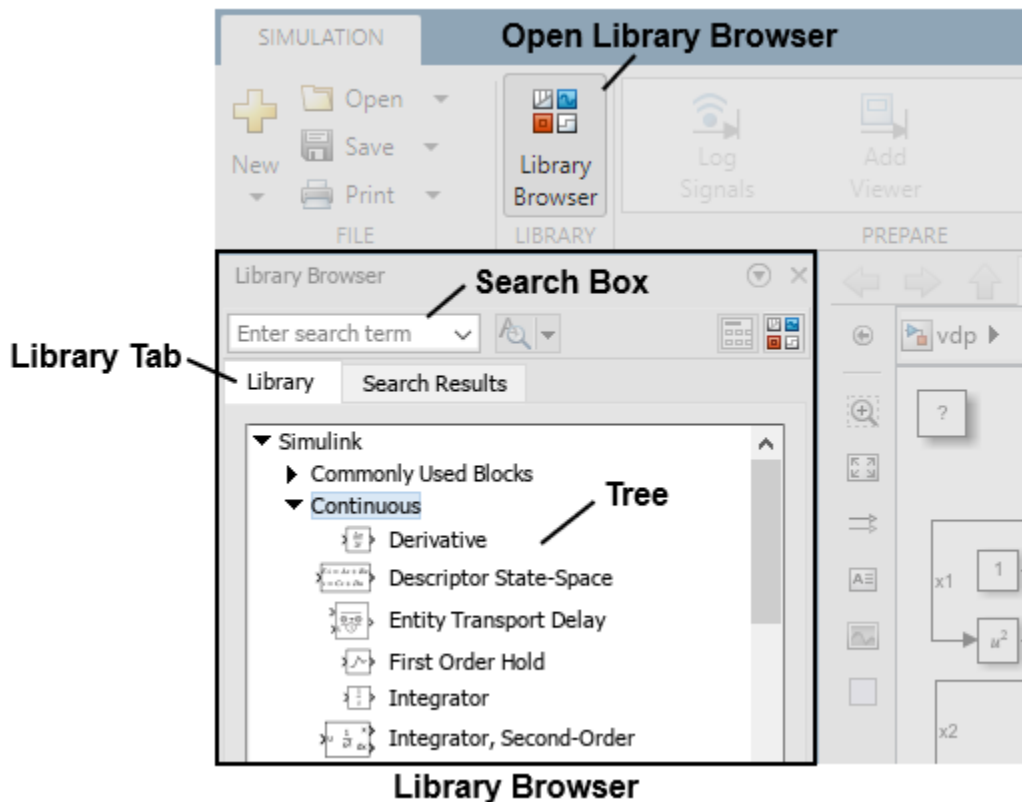 SIMULATION
Open Library Browser
New
Open
Save
Print
Library
Browser
Log
Signals
Add
Viewer
FILE
LIBRARY
PREPARE
Library Browser
Search Box
Enter search term
Library Tab
Library
Search Results
vdp
?
Simulink
Commonly Used Blocks
Continuous
Tree
Derivative
Descriptor State-Space
Entity Transport Delay
First Order Hold
Integrator
Integrator, Second-Order
x1
1
u²
x2
Library Browser